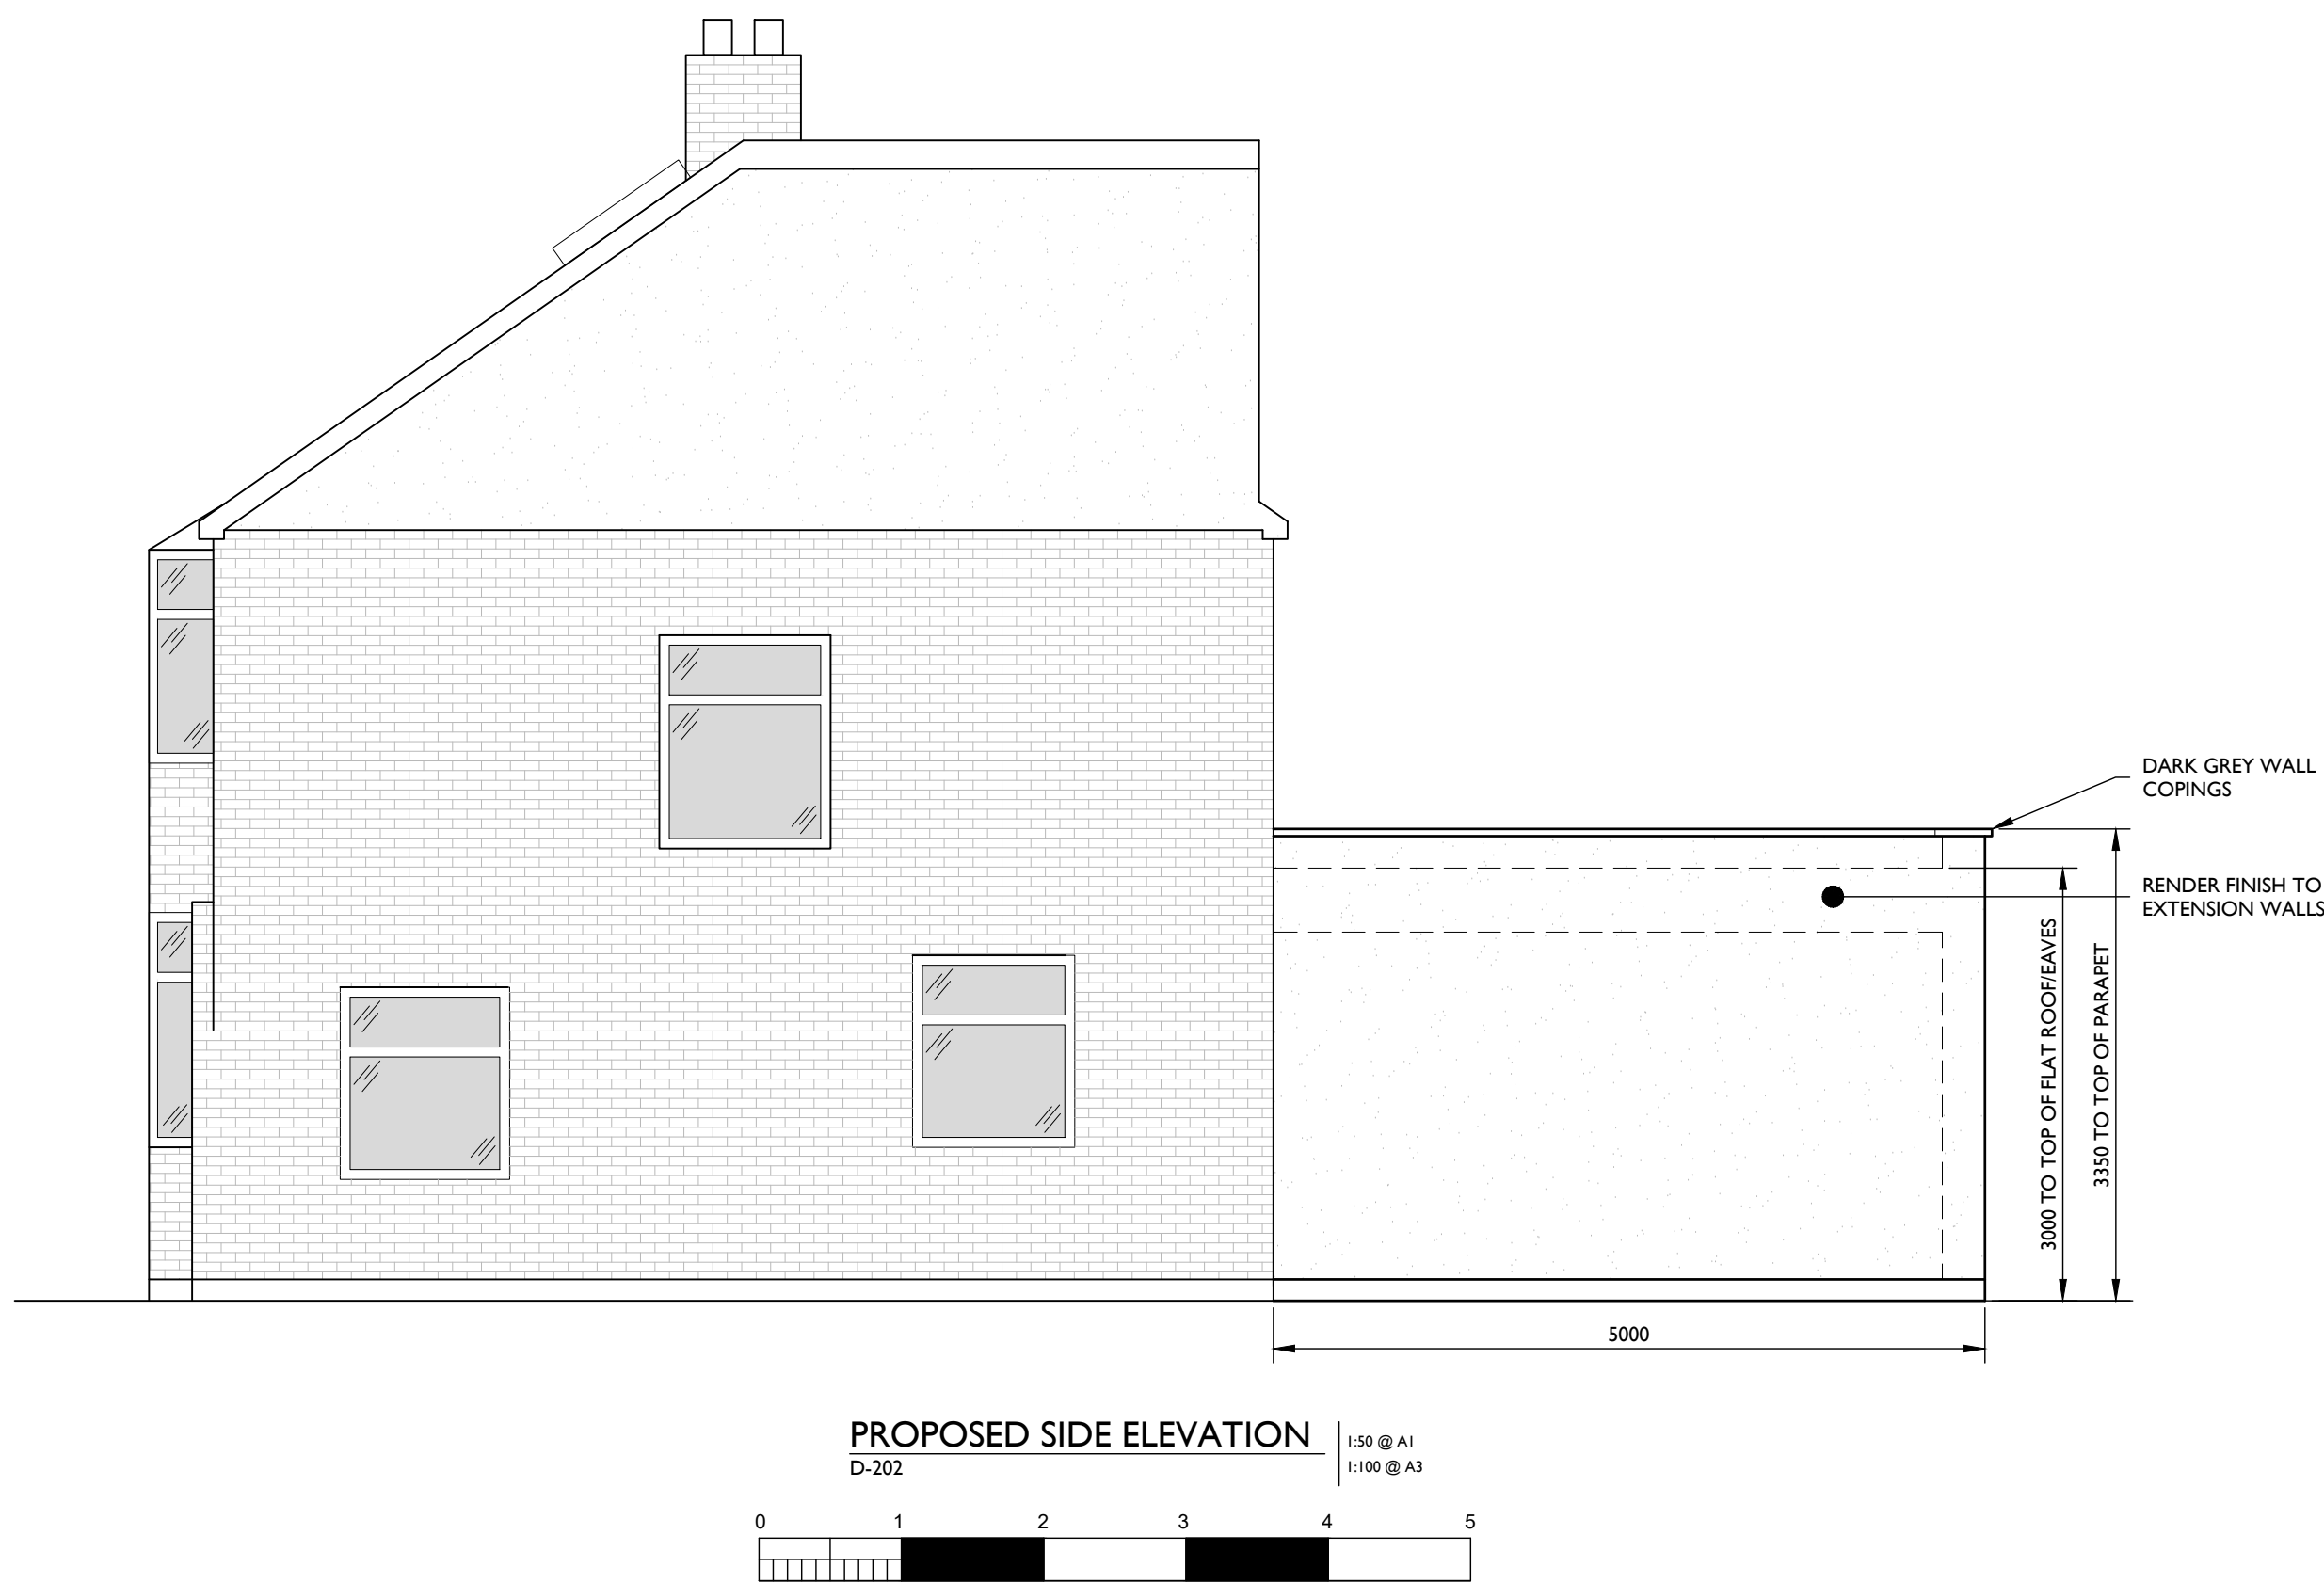 DARK GREY WALL
COPINGS
RENDER FINISH TO
EXTENSION WALLS
3000 TO TOP OF FLAT ROOF/EAVES
3350 TO TOP OF PARAPET
5000
PROPOSED SIDE ELEVATION
D-202
1:50 @ A1
1:100 @ A3
0 1 2 3 4 5